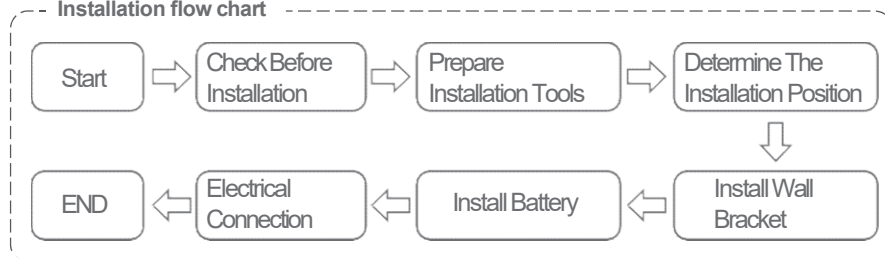 Installation flow chart
Start
Check Before
Installation
Prepare
Installation Tools
Determine The
Installation Position
Install Wall
Bracket
Install Battery
Electrical
Connection
END